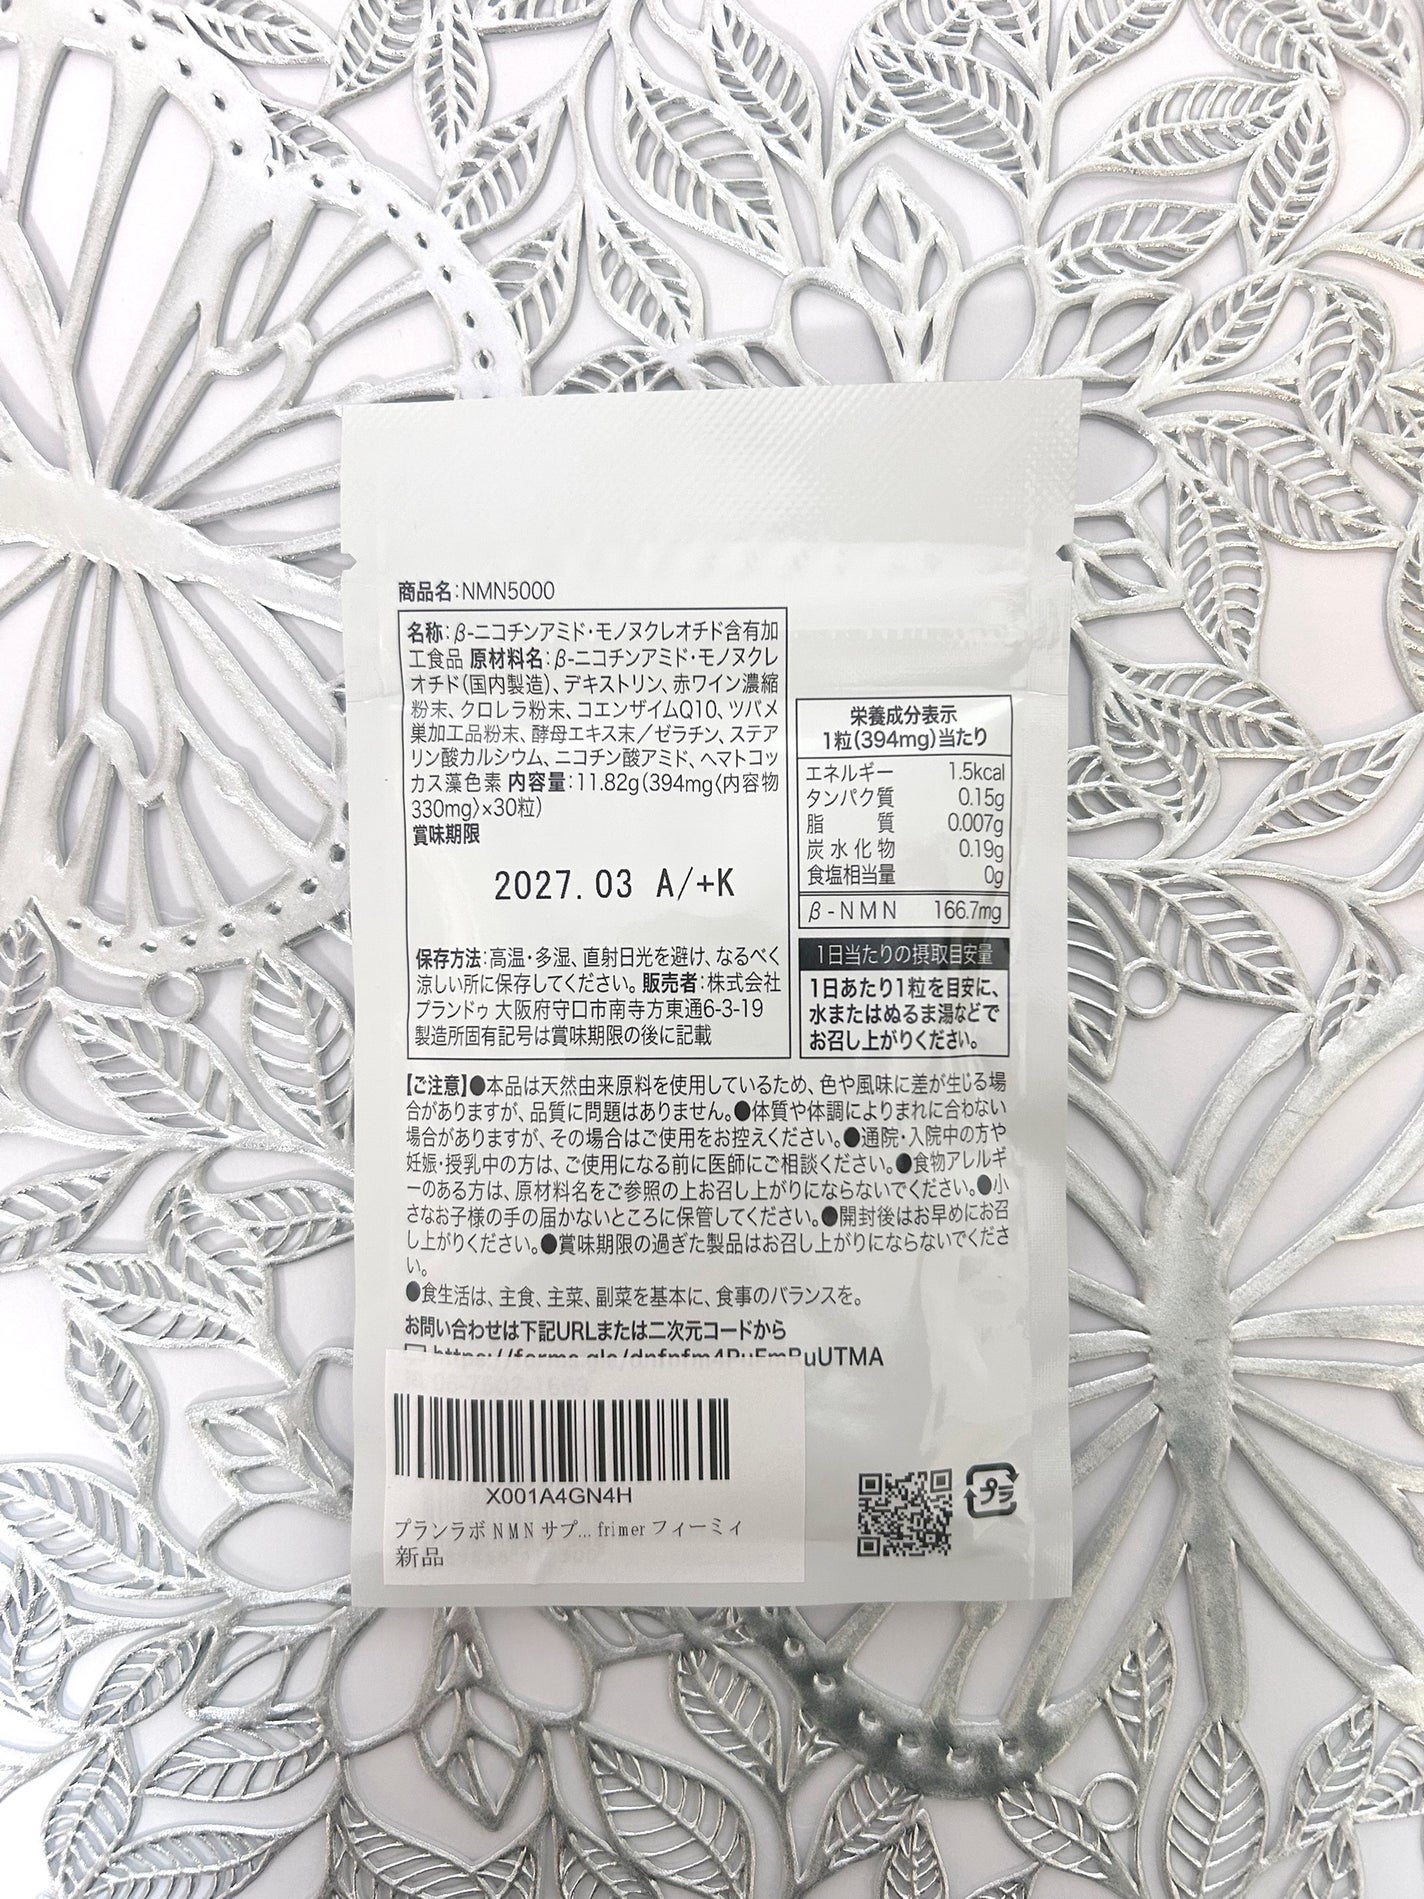 商品名：NMN5000
名称：β-ニコチンアミド・モノヌクレオチド含有加
工食品 原材料名：β-ニコチンアミド・モノヌクレ
オチド（国内製造）、デキストリン、赤ワイン濃縮
粉末、クロレラ粉末、コエンザイムQ10、ツバメ
巣加工品粉末、酵母エキス末／ゼラチン、ステア
リン酸カルシウム、ニコチン酸アミド、ヘマトコッ
カス藻色素 内容量：11.82g（394mg〈内容物
330mg〉×30粒）
賞味期限
2027.03 A/+K
保存方法：高温・多湿、直射日光を避け、なるべく
涼しい所に保存してください。 販売者：株式会社
プランドゥ 大阪府守口市南寺方東通6-3-19
製造所固有記号は賞味期限の後に記載
栄養成分表示
1粒（394mg）当たり
エネルギー 1.5kcal
タンパク質 0.15g
脂質 0.007g
炭水化物 0.19g
食塩相当量 0g
β-NMN 166.7mg
1日当たりの摂取目安量
1日あたり1粒を目安に、
水またはぬるま湯などで
お召し上がりください。
【ご注意】●本品は天然由来原料を使用しているため、色や風味に差が生じる場
合がありますが、品質に問題はありません。●体質や体調によりまれに合わない
場合がありますが、その場合はご使用をお控えください。●通院・入院中の方や
妊娠・授乳中の方は、ご使用になる前に医師にご相談ください。●食物アレルギ
ーのある方は、原材料名をご参照の上お召し上がりにならないでください。●小
さなお子様の手の届かないところに保管してください。●開封後はお早めにお召
し上がりください。●賞味期限の過ぎた製品はお召し上がりにならないでくださ
い。
●食生活は、主食、主菜、副菜を基本に、食事のバランスを。
お問い合わせは下記URLまたは二次元コードから
X001A4GN4H
プランラボ NMN サプ... frimer フィーミィ
新品
プラ